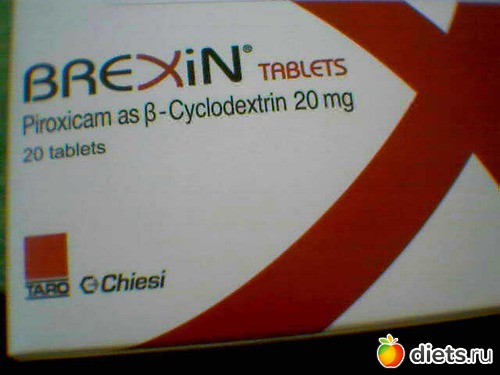 BREXiN® TABLETS
Piroxicam as β-Cyclodextrin 20 mg
20 tablets
TARO Chiesi
diets.ru